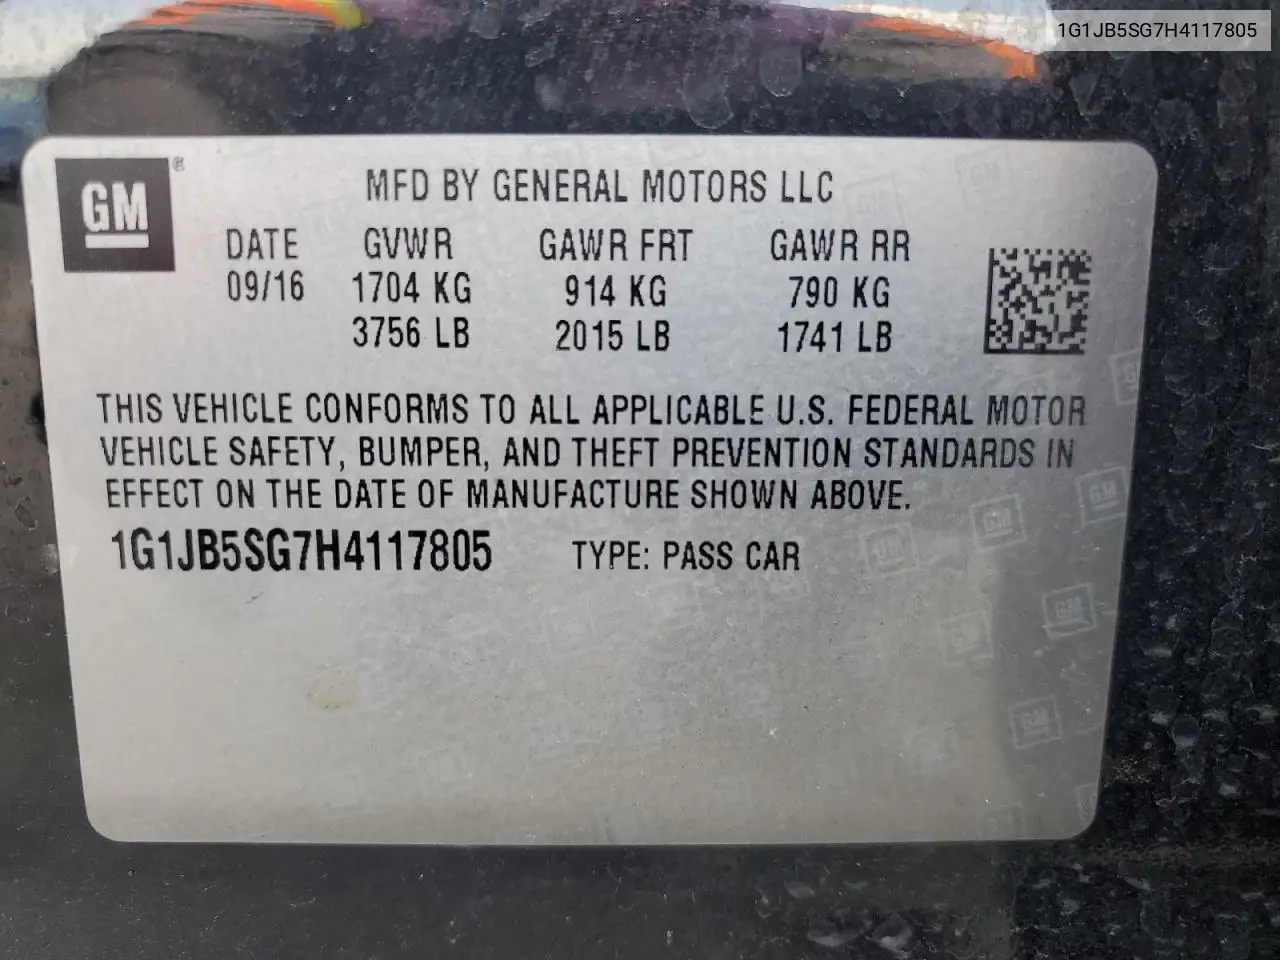 1G1JB5SG7H4117805
GM ®
MFD BY GENERAL MOTORS LLC
DATE GVWR GAWR FRT GAWR RR
09/16 1704 KG 914 KG 790 KG
3756 LB 2015 LB 1741 LB
THIS VEHICLE CONFORMS TO ALL APPLICABLE U.S. FEDERAL MOTOR
VEHICLE SAFETY, BUMPER, AND THEFT PREVENTION STANDARDS IN
EFFECT ON THE DATE OF MANUFACTURE SHOWN ABOVE.
1G1JB5SG7H4117805 TYPE: PASS CAR